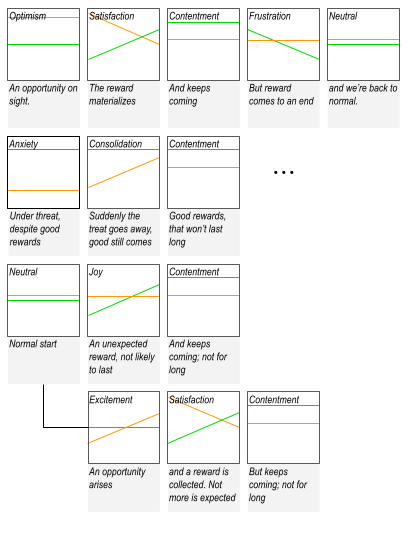 Optimism
An opportunity on
sight.
Satisfaction
The reward
materializes
Contentment
And keeps
coming
Frustration
But reward
comes to an end
Neutral
and we're back to
normal.
Anxiety
Under threat,
despite good
rewards
Consolidation
Suddenly the
treat goes away,
good still comes
Contentment
Good rewards,
that won't last
long
...
Neutral
Normal start
Joy
An unexpected
reward, not likely
to last
Contentment
And keeps
coming; not for
long
Excitement
An opportunity
arises
Satisfaction
and a reward is
collected. Not
more is expected
Contentment
But keeps
coming; not for
long